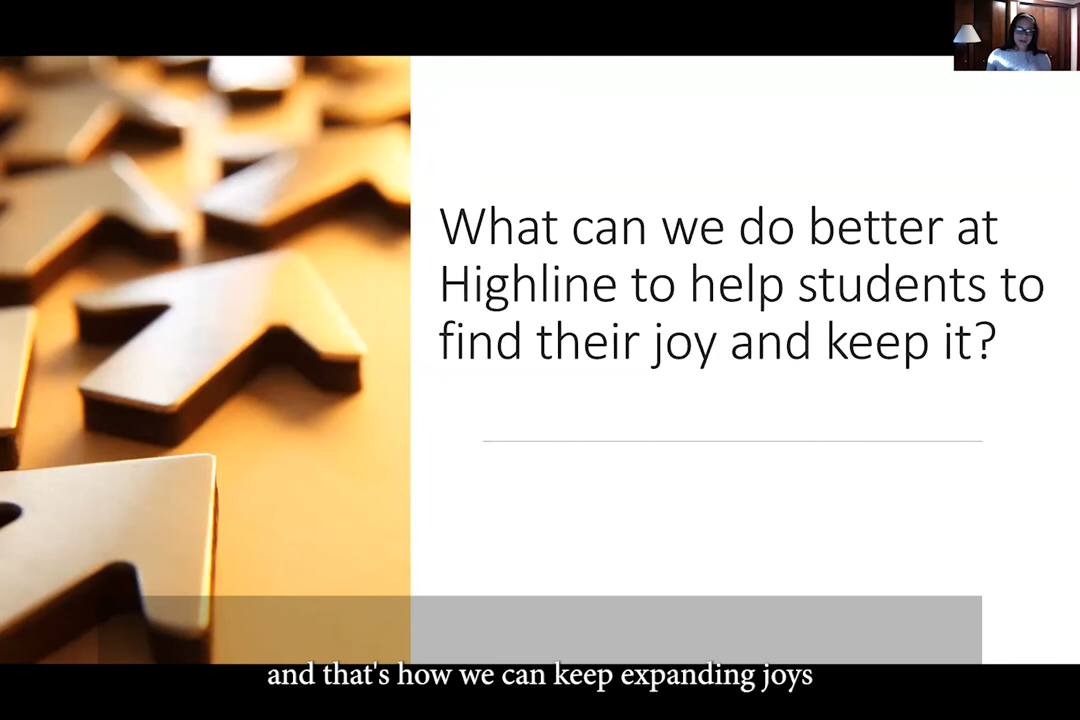 What can we do better at
Highline to help students to
find their joy and keep it?
and that's how we can keep expanding joys